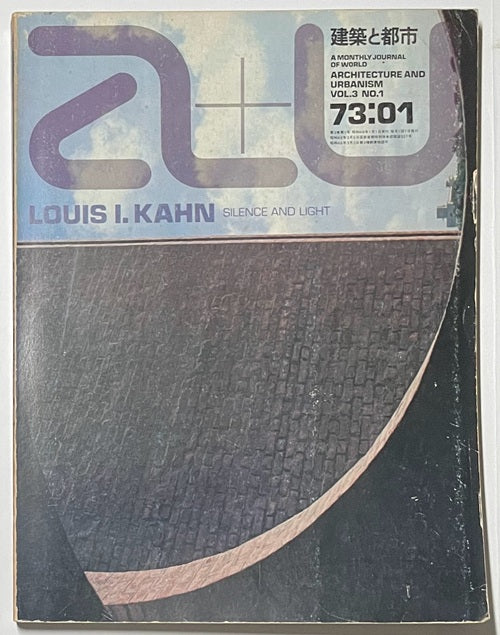 a+u
建築と都市
A MONTHLY JOURNAL
OF WORLD
ARCHITECTURE AND
URBANISM
VOL.3 NO.1
73:01
LOUIS I. KAHN SILENCE AND LIGHT